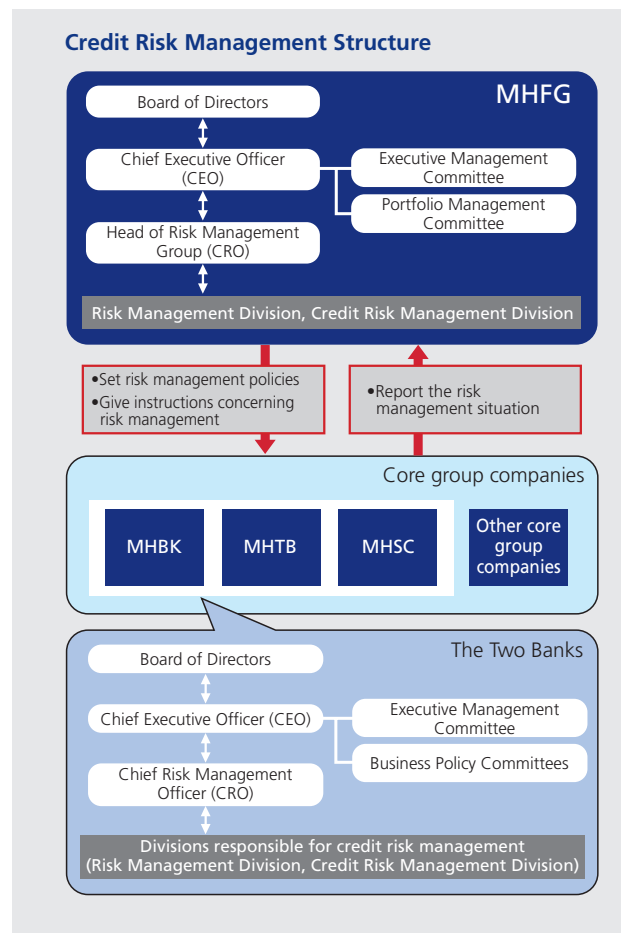 Credit Risk Management Structure
MHFG
Board of Directors
Chief Executive Officer
(CEO)
Executive Management
Committee
Portfolio Management
Committee
Head of Risk Management
Group (CRO)
Risk Management Division, Credit Risk Management Division
•Set risk management policies
•Give instructions concerning
risk management
•Report the risk
management situation
Core group companies
MHBK
MHTB
MHSC
Other core
group
companies
The Two Banks
Board of Directors
Chief Executive Officer (CEO)
Executive Management
Committee
Business Policy Committees
Chief Risk Management
Officer (CRO)
Divisions responsible for credit risk management
(Risk Management Division, Credit Risk Management Division)